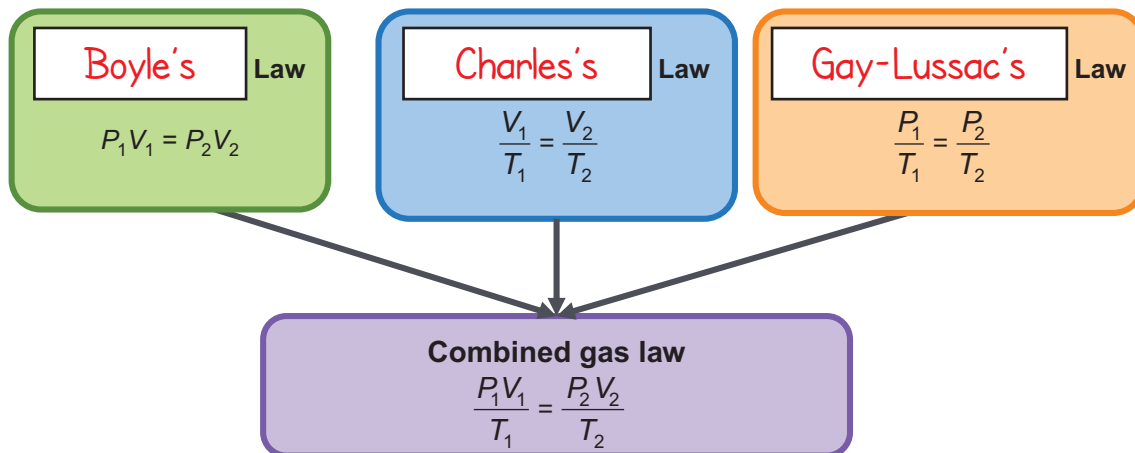 Boyle's Law
P₁V₁ = P₂V₂
Charles's Law
V₁/T₁ = V₂/T₂
Gay-Lussac's Law
P₁/T₁ = P₂/T₂
Combined gas law
P₁V₁/T₁ = P₂V₂/T₂